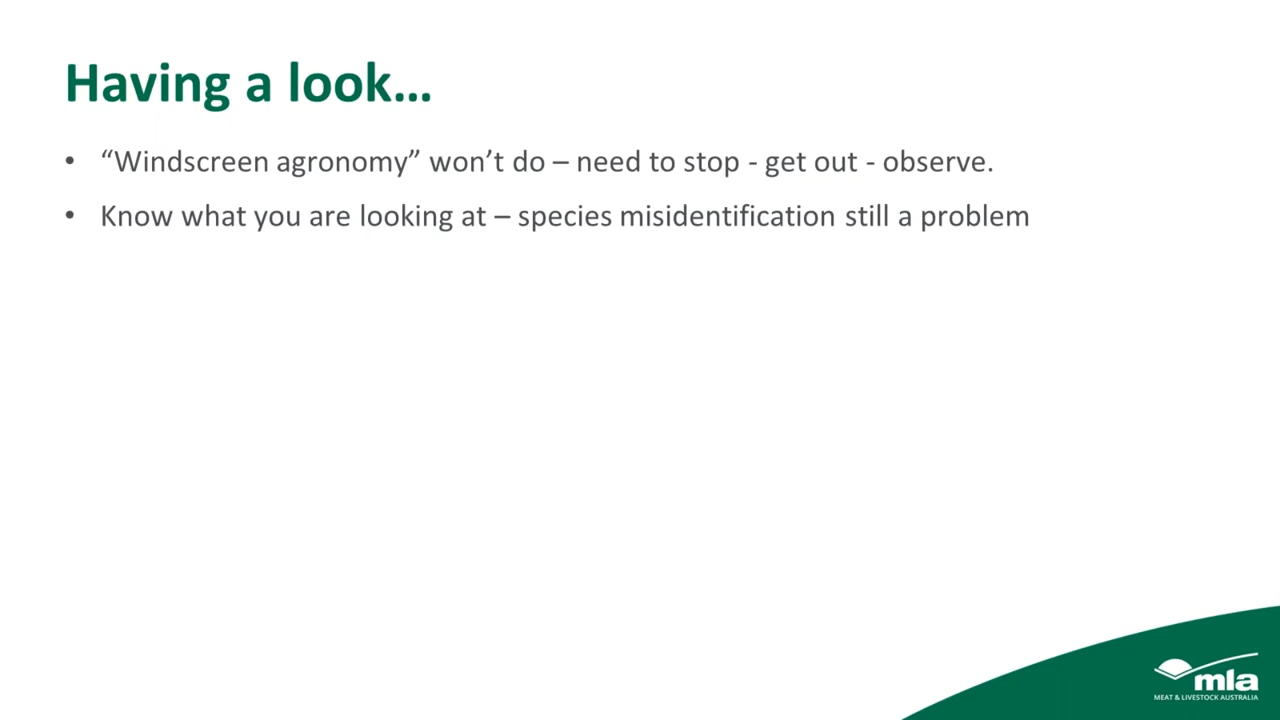 Having a look...
• “Windscreen agronomy” won’t do – need to stop - get out - observe.
• Know what you are looking at – species misidentification still a problem
mla
MEAT & LIVESTOCK AUSTRALIA